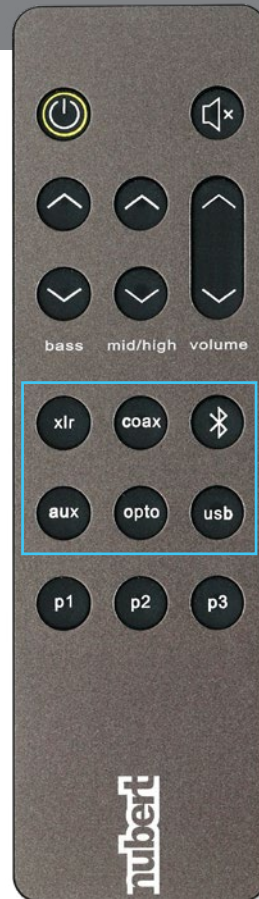 bass mid/high volume
xlr coax
aux opto usb
p1 p2 p3
nubert